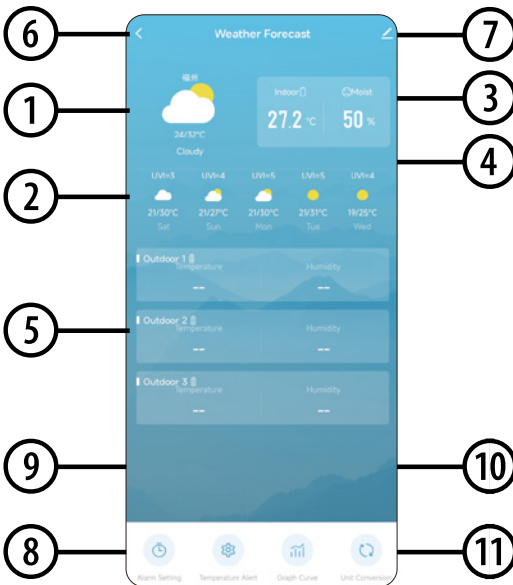 6
Weather Forecast
7
福州
1
24/32°C
Cloudy
Indoor
Moist
27.2 °C
50 %
3
4
2
UVI=3 UVI=4 UVI=5 UVI=5 UVI=4
21/30°C 21/27°C 21/30°C 21/31°C 19/25°C
Sat Sun Mon Tue Wed
Outdoor 1
Temperature Humidity
-- --
5
Outdoor 2
Temperature Humidity
-- --
Outdoor 3
Temperature Humidity
-- --
9
10
8
Alarm Setting Temperature Alert Graph Curve Unit Conversion
11